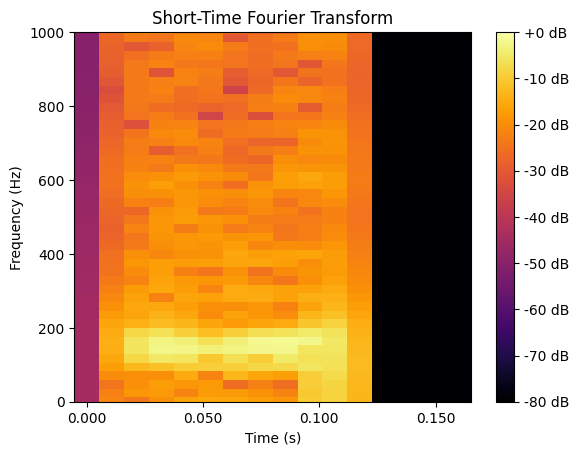 Short-Time Fourier Transform
Frequency (Hz)
1000
800
600
400
200
0
0.000
0.050
0.100
0.150
Time (s)
+0 dB
-10 dB
-20 dB
-30 dB
-40 dB
-50 dB
-60 dB
-70 dB
-80 dB